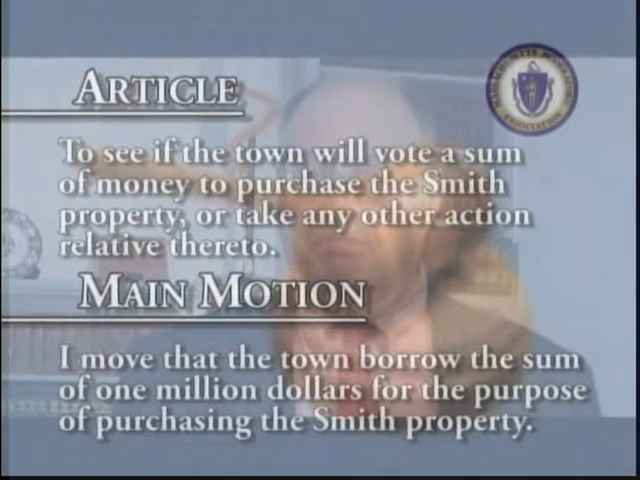 ARTICLE
To see if the town will vote a sum
of money to purchase the Smith
property, or take any other action
relative thereto.
MAIN MOTION
I move that the town borrow the sum
of one million dollars for the purpose
of purchasing the Smith property.
MASSACHUSETTS
ASSOCIATION